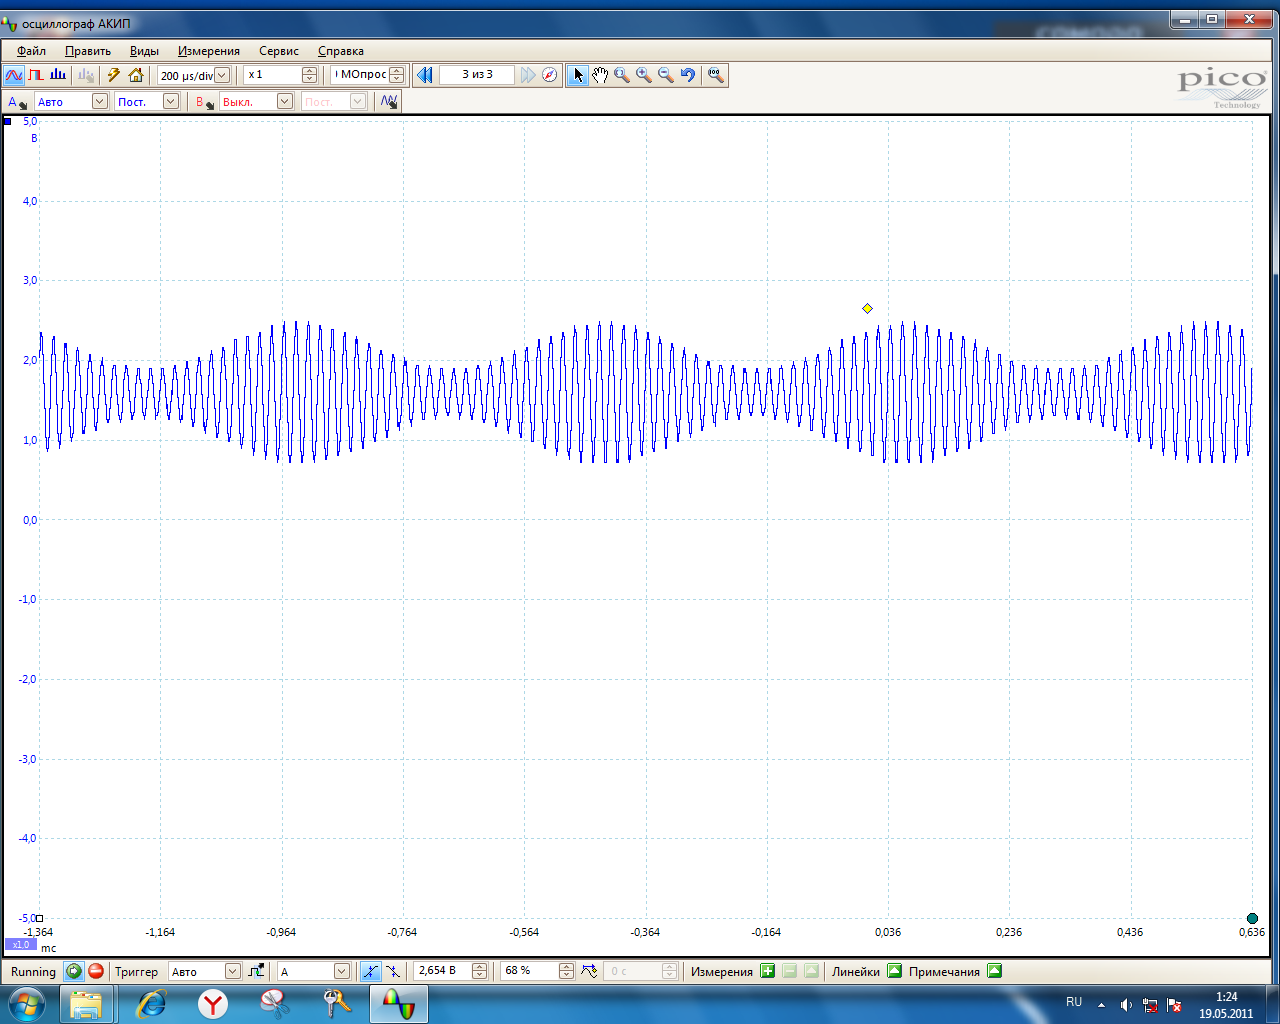 осциллограф АКИП
Файл Править Виды Измерения Сервис Справка
200 µs/div x 1 МОпрос 3 из 3
pico
Technology
A Авто Пост. B Выкл. Пост.
5,0
В
4,0
3,0
2,0
1,0
0,0
-1,0
-2,0
-3,0
-4,0
-5,0
-1,364 -1,164 -0,964 -0,764 -0,564 -0,364 -0,164 0,036 0,236 0,436 0,636
x1,0 мс
Running Триггер Авто A 2,654 В 68 % 0 с Измерения Линейки Примечания
RU 1:24
19.05.2011